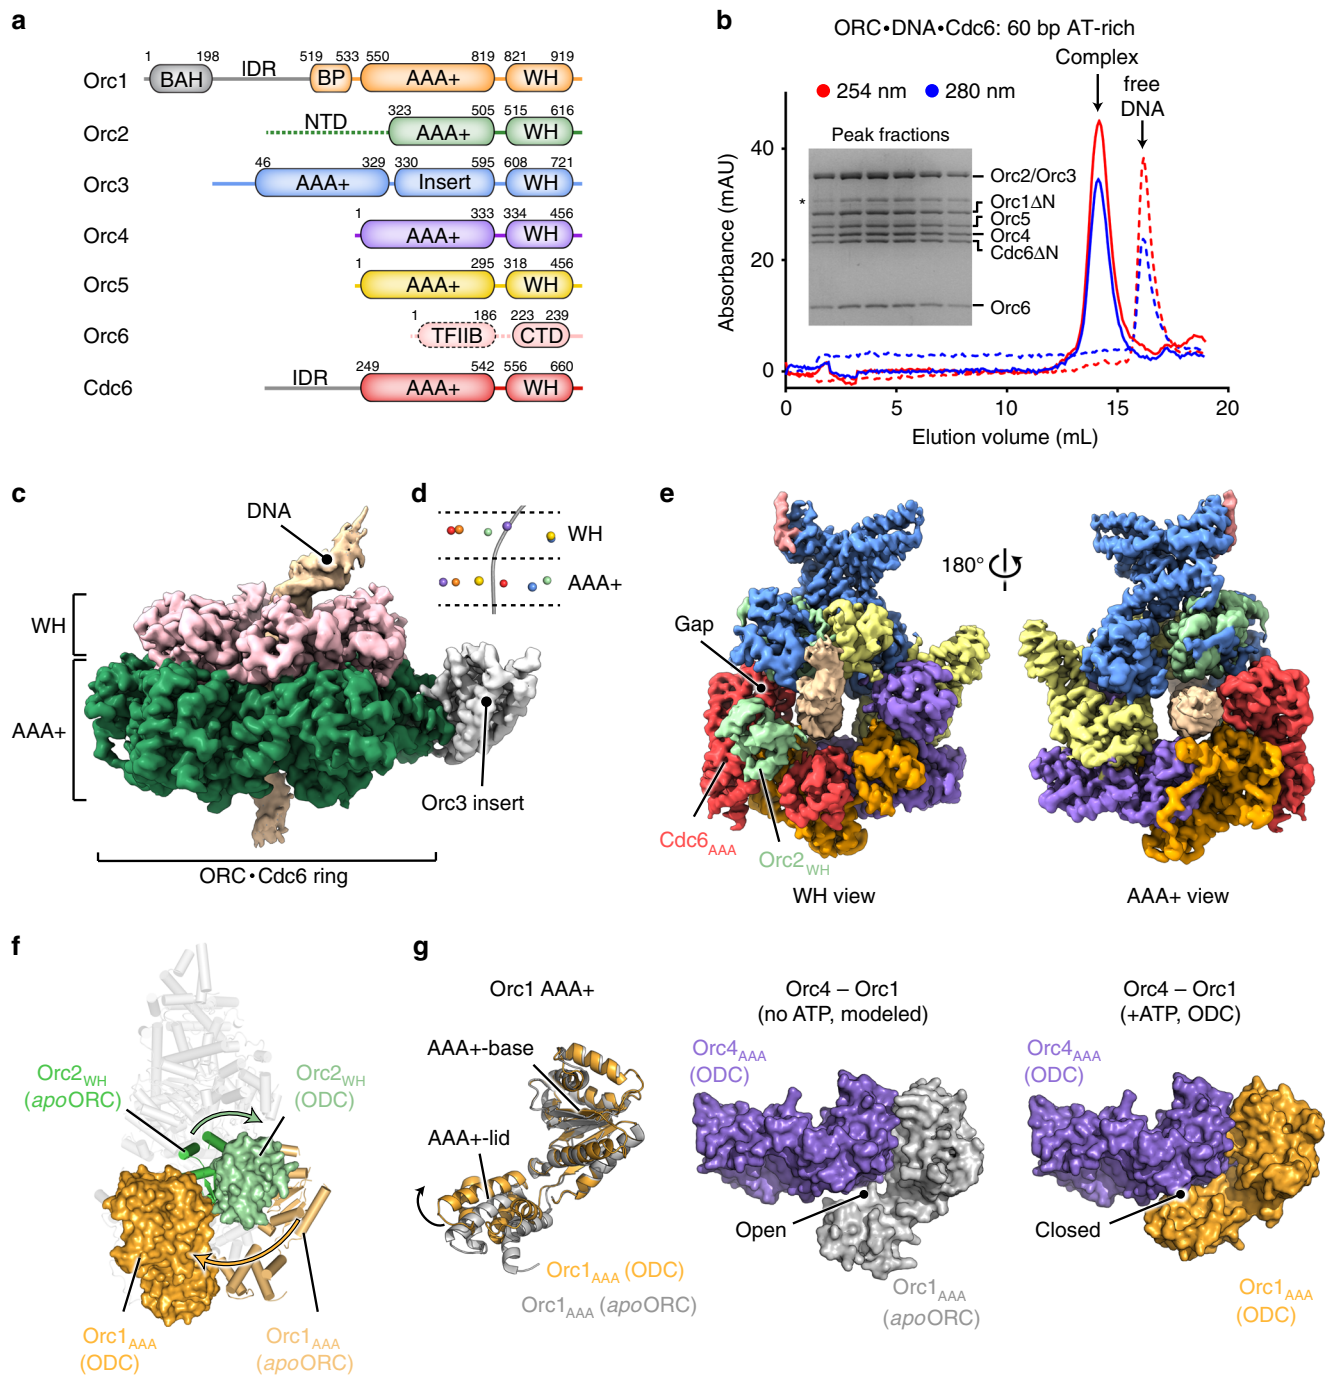 a
1 198 519 533 550 819 821 919
Orc1 BAH IDR BP AAA+ WH
323 505 515 616
Orc2 NTD AAA+ WH
46 329 330 595 608 721
Orc3 AAA+ Insert WH
1 333 334 456
Orc4 AAA+ WH
1 295 318 456
Orc5 AAA+ WH
1 186 223 239
Orc6 TFIIB CTD
249 542 556 660
Cdc6 IDR AAA+ WH
b
ORC•DNA•Cdc6: 60 bp AT-rich
Complex
free
DNA
254 nm 280 nm
Peak fractions
*
Orc2/Orc3
Orc1ΔN
Orc5
Orc4
Cdc6ΔN
Orc6
Absorbance (mAU)
40
20
0
0 5 10 15 20
Elution volume (mL)
c
DNA
WH
AAA+
Orc3 insert
ORC•Cdc6 ring
d
WH
AAA+
e
180°
Gap
Cdc6AAA
Orc2WH
WH view
AAA+ view
f
Orc2WH
(apoORC)
Orc2WH
(ODC)
Orc1AAA
(ODC)
Orc1AAA
(apoORC)
g
Orc1 AAA+
AAA+-base
AAA+-lid
Orc1AAA (ODC)
Orc1AAA (apoORC)
Orc4 – Orc1
(no ATP, modeled)
Orc4AAA
(ODC)
Open
Orc1AAA
(apoORC)
Orc4 – Orc1
(+ATP, ODC)
Orc4AAA
(ODC)
Closed
Orc1AAA
(ODC)